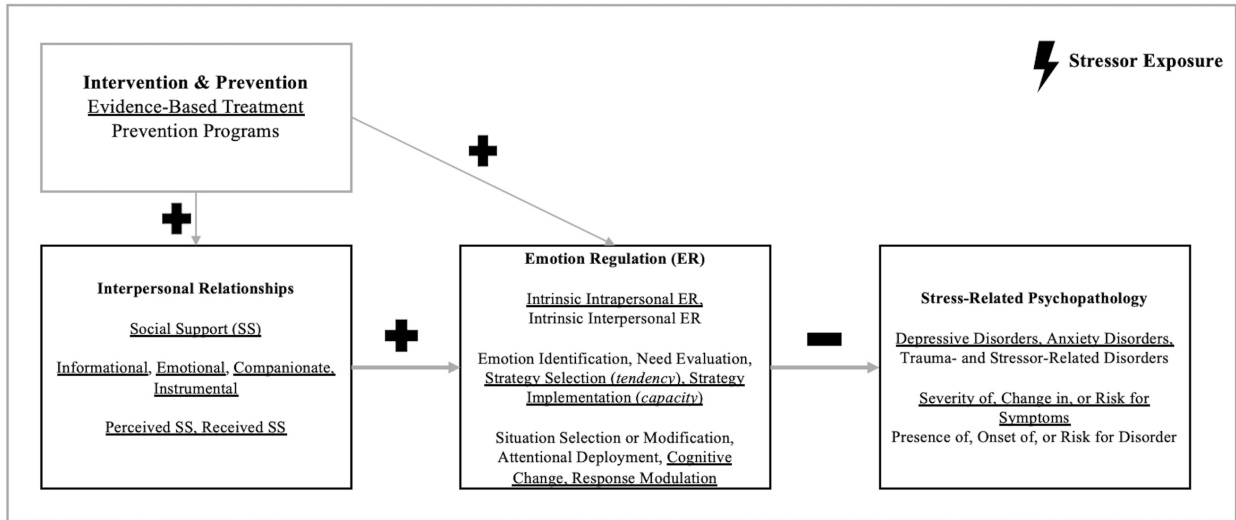 Intervention & Prevention
Evidence-Based Treatment
Prevention Programs
Stressor Exposure
Interpersonal Relationships
Social Support (SS)
Informational, Emotional, Companionate,
Instrumental
Perceived SS, Received SS
Emotion Regulation (ER)
Intrinsic Intrapersonal ER,
Intrinsic Interpersonal ER
Emotion Identification, Need Evaluation,
Strategy Selection (tendency), Strategy
Implementation (capacity)
Situation Selection or Modification,
Attentional Deployment, Cognitive
Change, Response Modulation
Stress-Related Psychopathology
Depressive Disorders, Anxiety Disorders,
Trauma- and Stressor-Related Disorders
Severity of, Change in, or Risk for
Symptoms
Presence of, Onset of, or Risk for Disorder